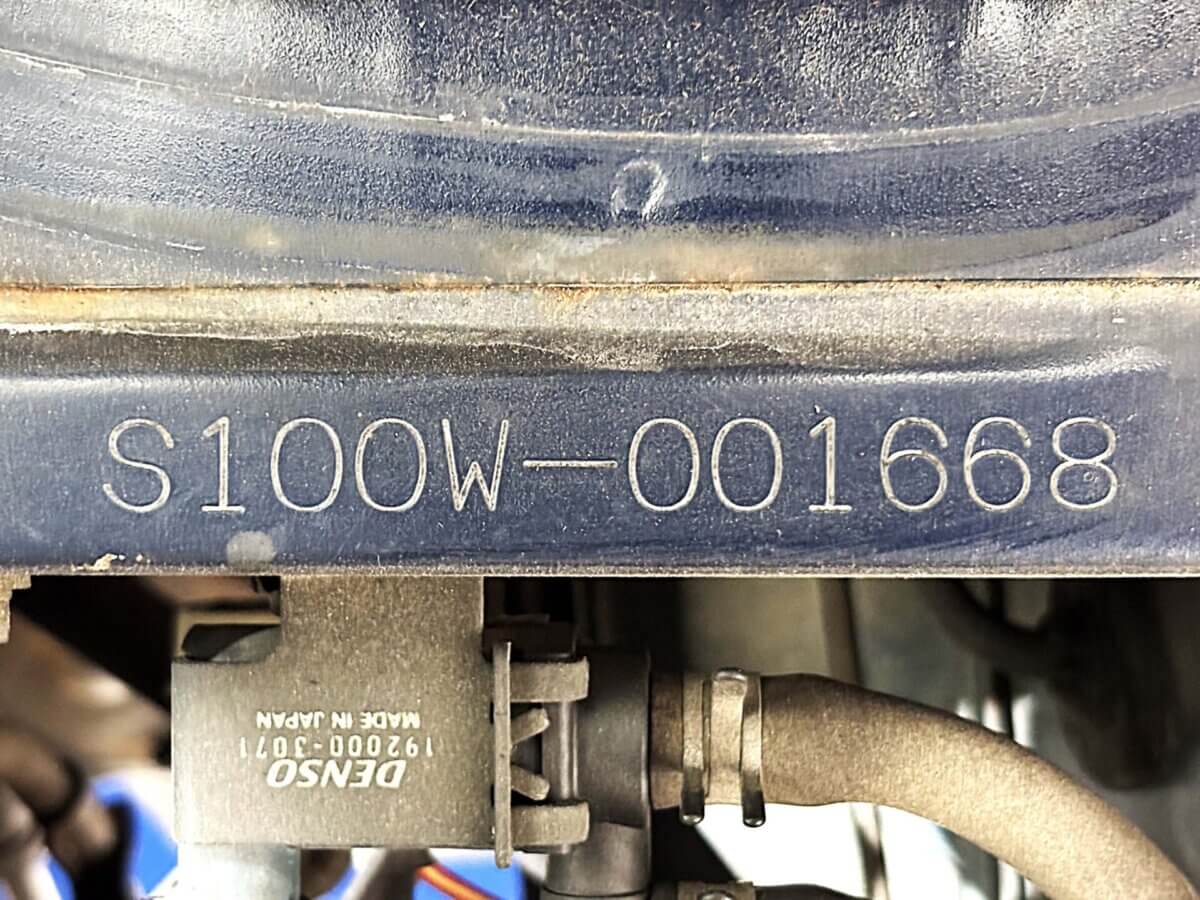 S100W-001668
DENSO
192000-3071
MADE IN JAPAN